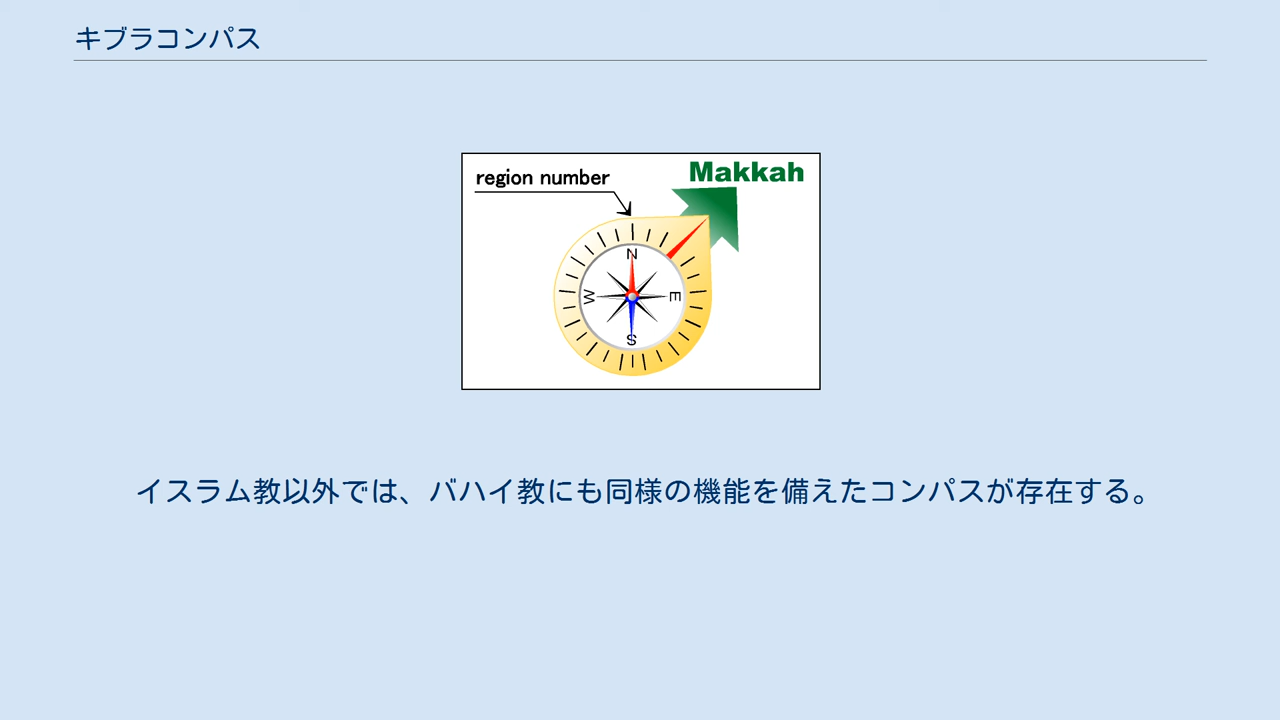 キブラコンパス
region number
Makkah
N
W
E
S
イスラム教以外では、バハイ教にも同様の機能を備えたコンパスが存在する。